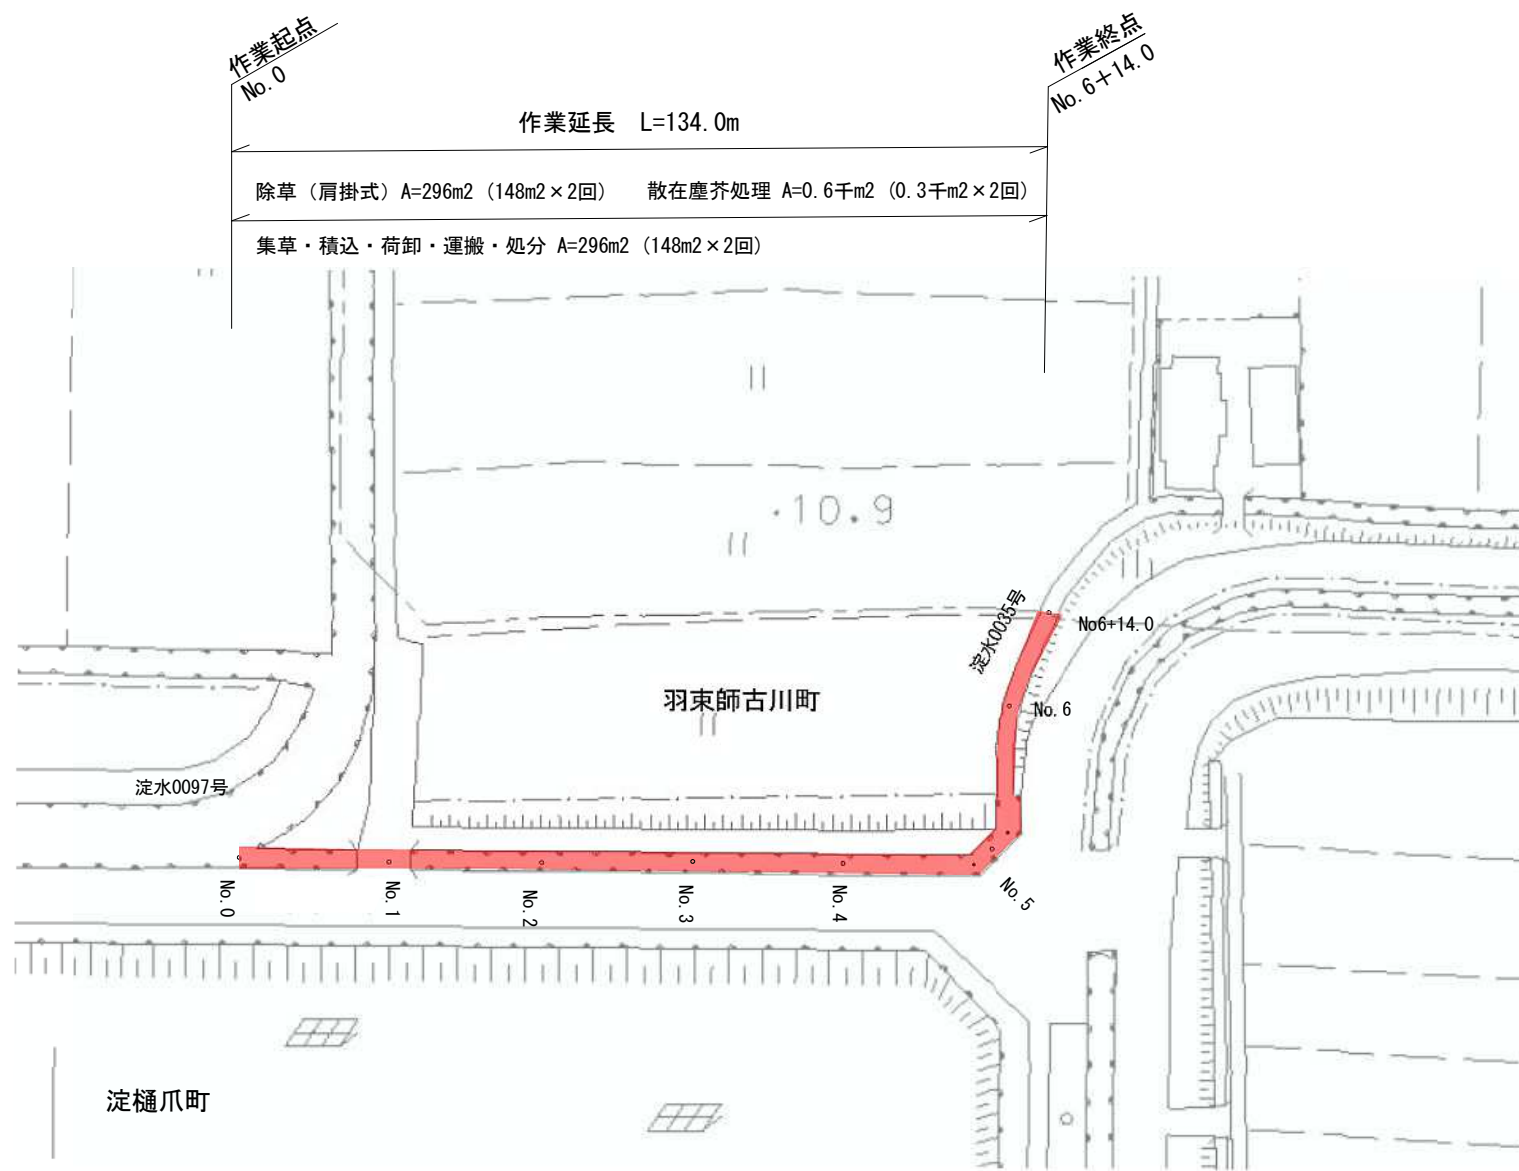 作業起点
No.0
作業終点
No.6＋14.0
作業延長　L=134.0m
除草（肩掛式）A=296m2（148m2×2回）　散在塵芥処理 A=0.6千m2（0.3千m2×2回）
集草・積込・荷卸・運搬・処分 A=296m2（148m2×2回）
・10.9
淀水0035号
No6+14.0
羽束師古川町
No.6
淀水0097号
No.0
No.1
No.2
No.3
No.4
No.5
淀樋爪町